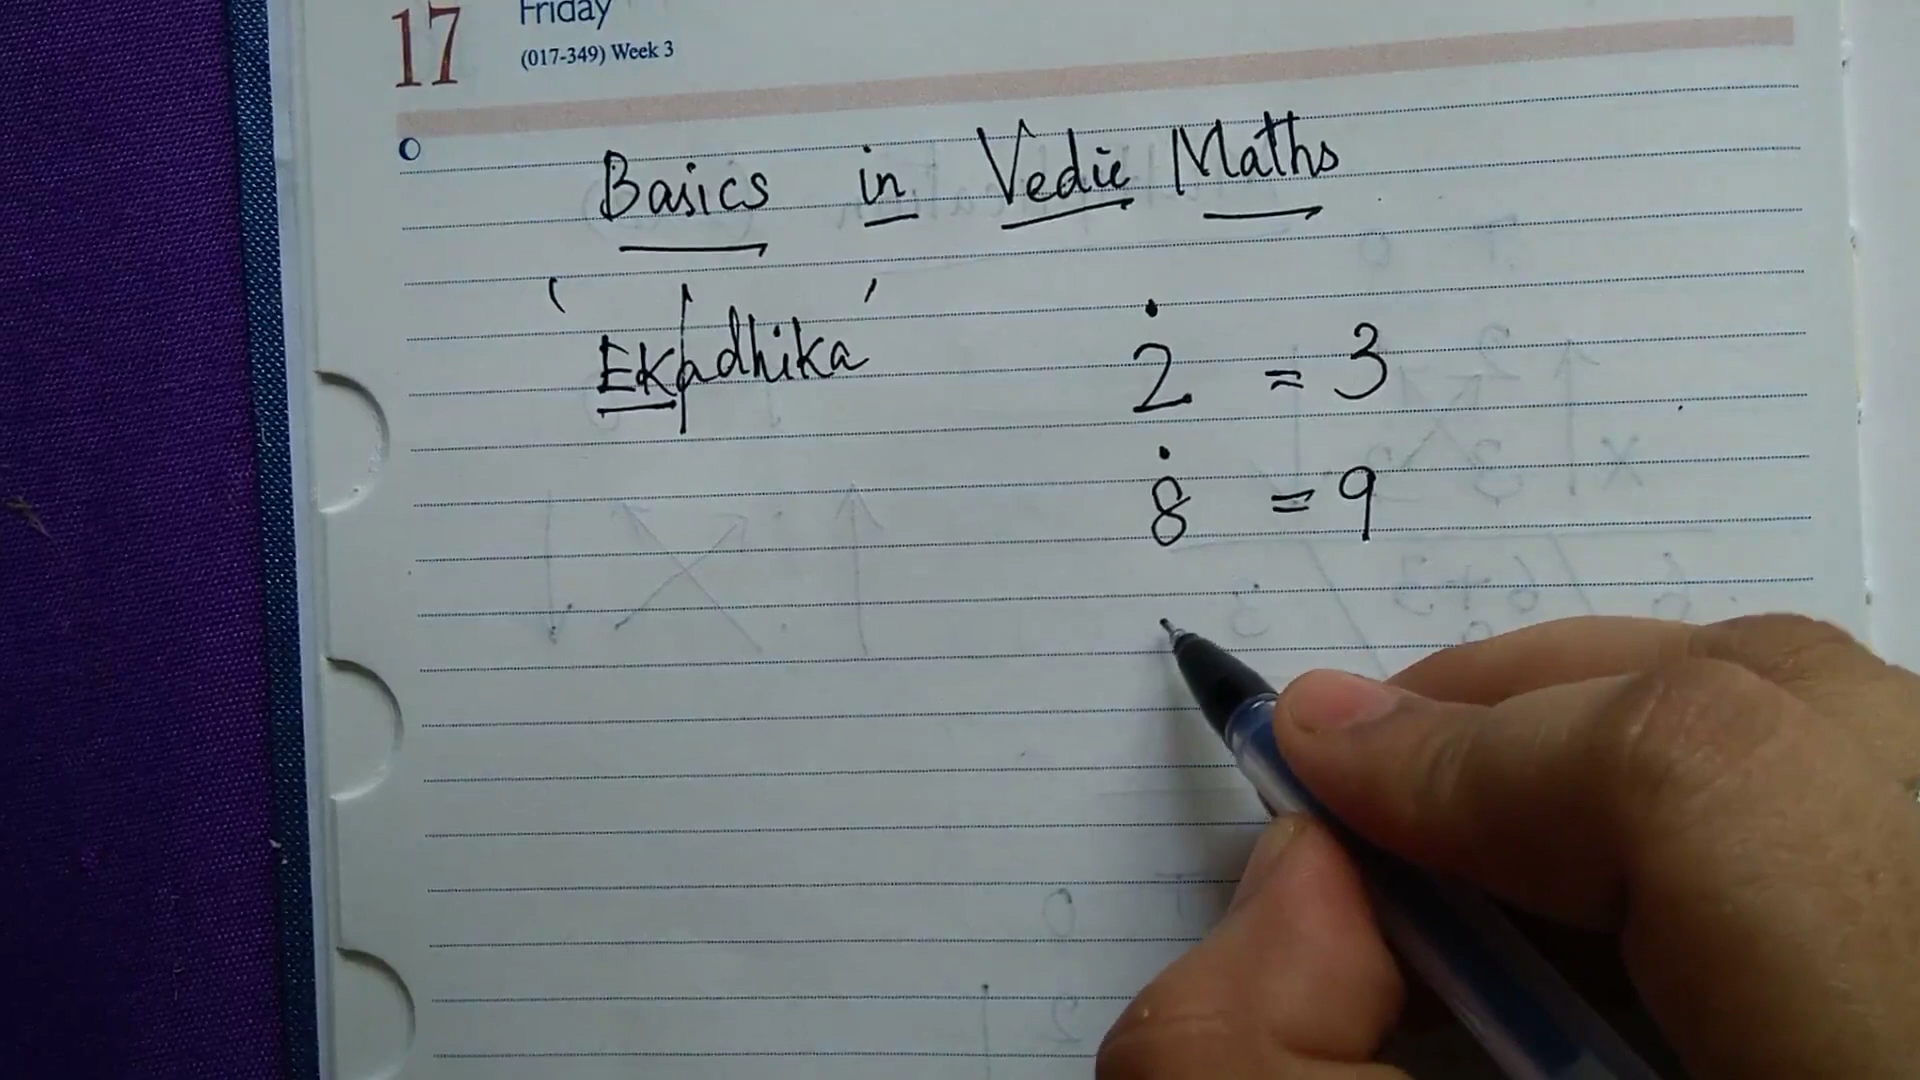 17 Friday
(017-349) Week 3
Basics in Vedic Maths
'Ekadhika' 2̇ = 3
8̇ = 9